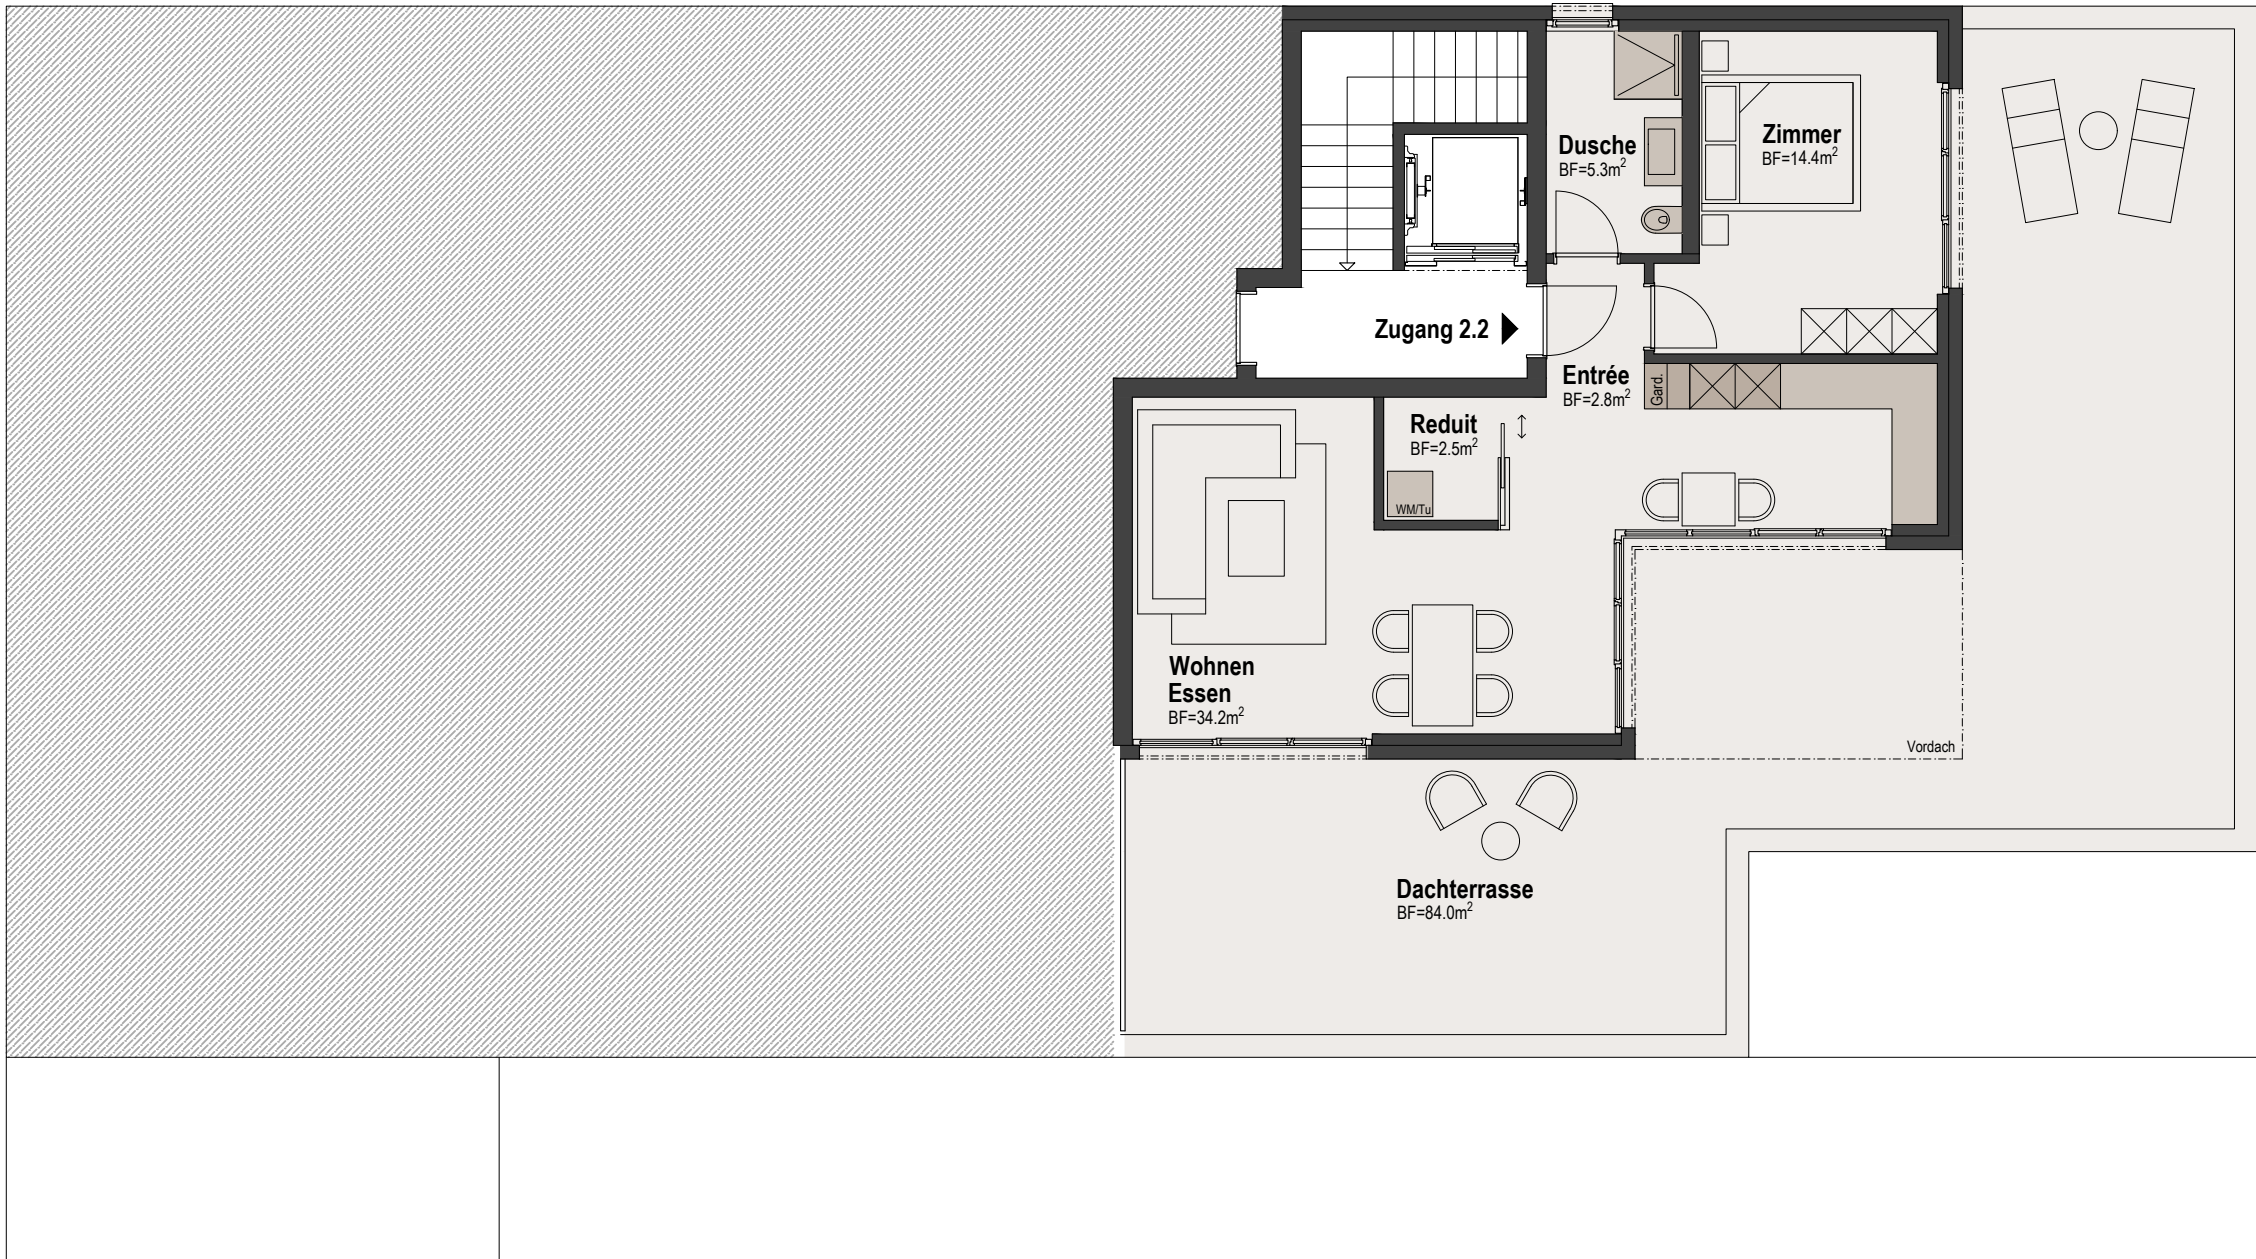 Dusche
BF=5.3m²
Zimmer
BF=14.4m²
Zugang 2.2
Entrée
BF=2.8m²
Gard.
Reduit
BF=2.5m²
WM/Tu
Wohnen
Essen
BF=34.2m²
Vordach
Dachterrasse
BF=84.0m²